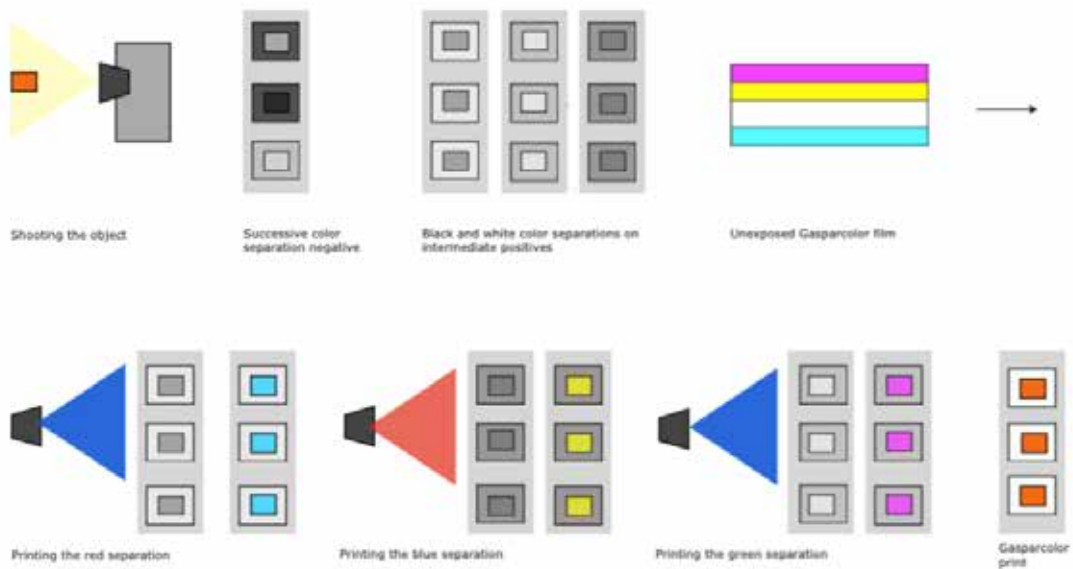 Shooting the object
Successive color
separation negative
Black and white color separations on
intermediate positives
Unexposed Gasparcolor film
Printing the red separation
Printing the blue separation
Printing the green separation
Gasparcolor
print